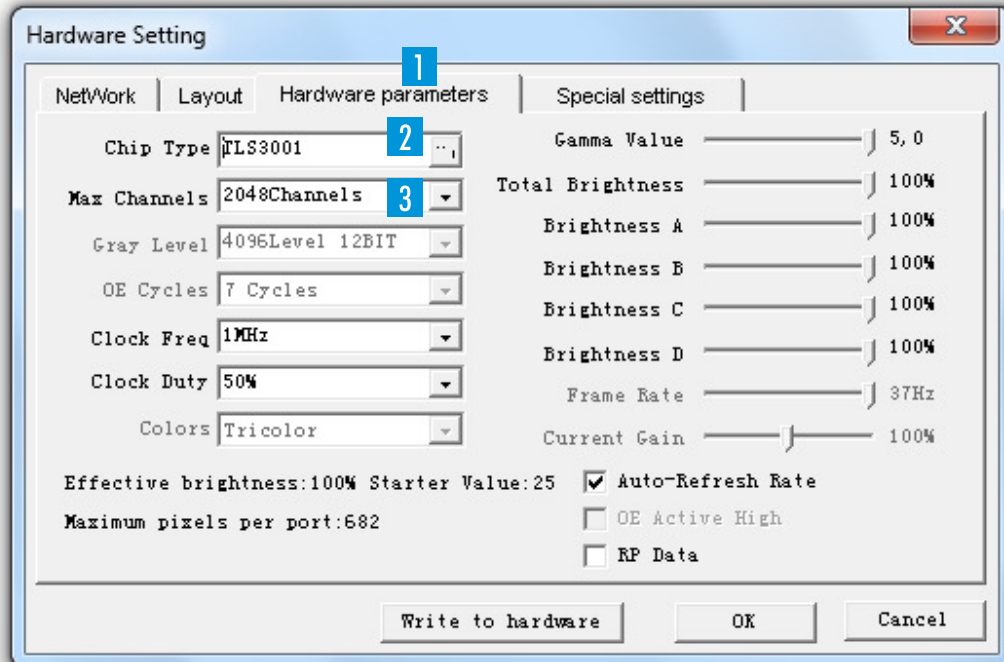 Hardware Setting
1
NetWork Layout Hardware parameters Special settings
Chip Type TLS3001 2
Max Channels 2048Channels 3
Gray Level 4096Level 12BIT
OE Cycles 7 Cycles
Clock Freq 1MHz
Clock Duty 50%
Colors Tricolor
Gamma Value 5,0
Total Brightness 100%
Brightness A 100%
Brightness B 100%
Brightness C 100%
Brightness D 100%
Frame Rate 37Hz
Current Gain 100%
Effective brightness:100% Starter Value:25
Maximum pixels per port:682
Auto-Refresh Rate
OE Active High
RP Data
Write to hardware OK Cancel